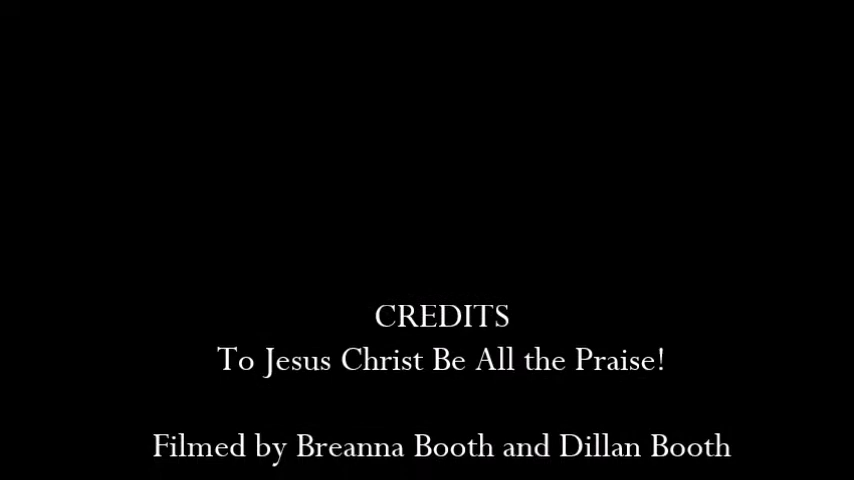 CREDITS
To Jesus Christ Be All the Praise!
Filmed by Breanna Booth and Dillan Booth